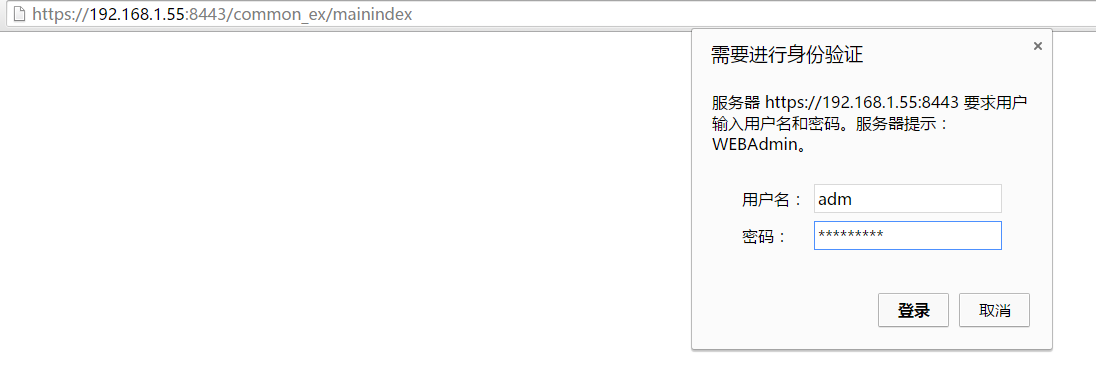 https://192.168.1.55:8443/common_ex/mainindex
需要进行身份验证
×
服务器 https://192.168.1.55:8443 要求用户
输入用户名和密码。服务器提示：
WEBAdmin。
用户名： adm
密码： *********
登录 取消